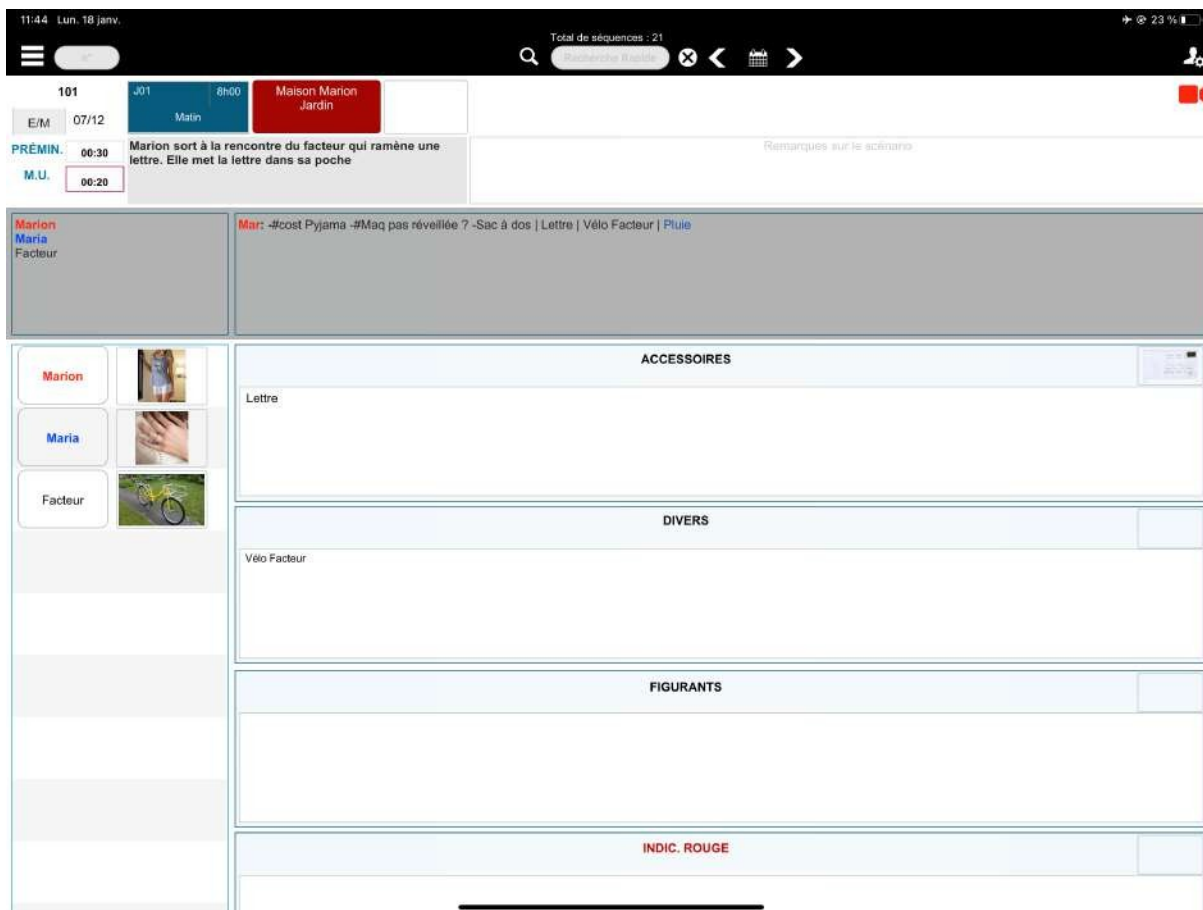 11:44 Lun. 18 janv.
23 %
Total de séquences : 21
n°
Recherche Rapide
101
J01 8h00
Maison Marion
Jardin
E/M 07/12
Matin
PRÉMIN. 00:30
Marion sort à la rencontre du facteur qui ramène une
lettre. Elle met la lettre dans sa poche
Remarques sur le scénario
M.U. 00:20
Marion
Maria
Facteur
Mar: -#cost Pyjama -#Maq pas réveillée ? -Sac à dos | Lettre | Vélo Facteur | Pluie
Marion
Maria
Facteur
ACCESSOIRES
Lettre
DIVERS
Vélo Facteur
FIGURANTS
INDIC. ROUGE